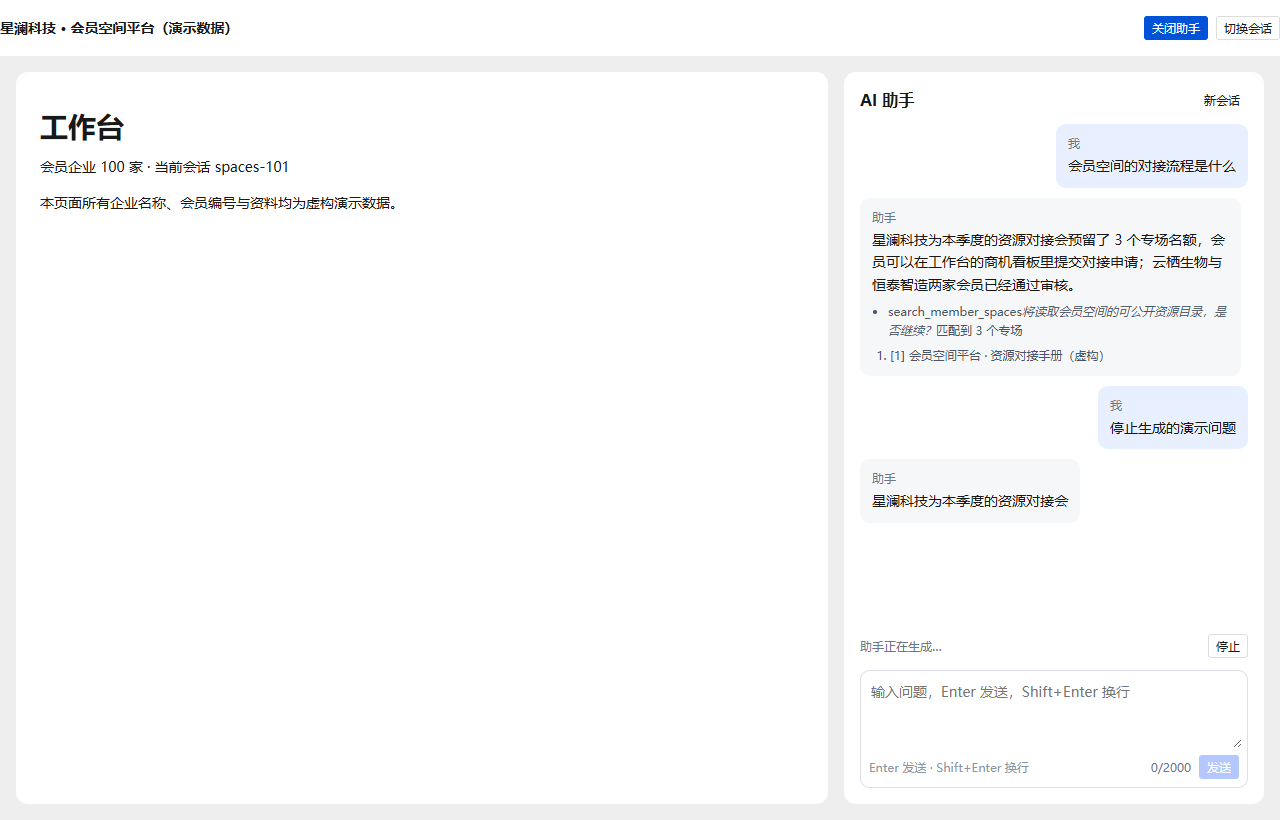 星澜科技 • 会员空间平台（演示数据）
关闭助手
切换会话
工作台
会员企业 100 家 · 当前会话 spaces-101
本页面所有企业名称、会员编号与资料均为虚构演示数据。
AI 助手
新会话
我
会员空间的对接流程是什么
助手
星澜科技为本季度的资源对接会预留了 3 个专场名额，会
员可以在工作台的商机看板里提交对接申请；云栖生物与
恒泰智造两家会员已经通过审核。
• search_member_spaces将读取会员空间的可公开资源目录，是
否继续？匹配到 3 个专场
1. [1] 会员空间平台 · 资源对接手册（虚构）
我
停止生成的演示问题
助手
星澜科技为本季度的资源对接会
助手正在生成...
停止
输入问题，Enter 发送，Shift+Enter 换行
Enter 发送 · Shift+Enter 换行
0/2000
发送